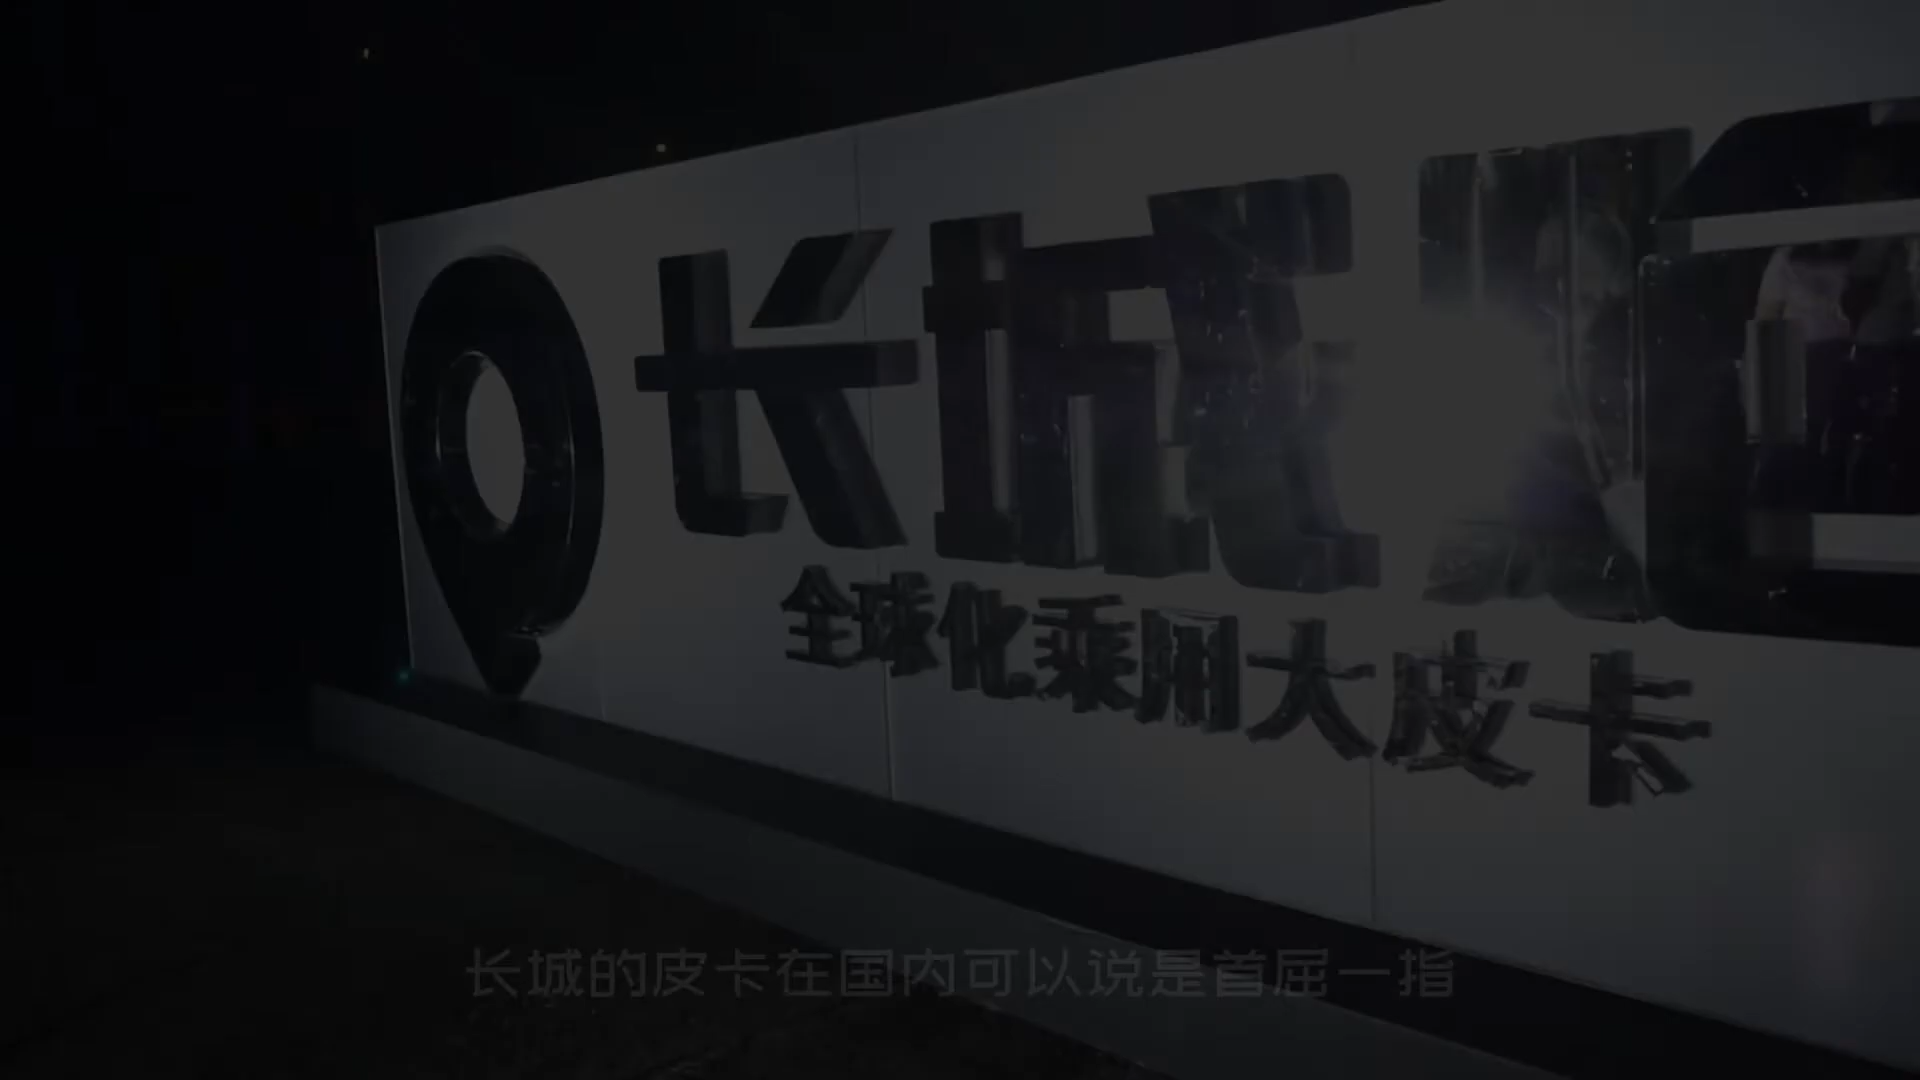 长城炮
全球化乘用大皮卡
长城的皮卡在国内可以说是首屈一指